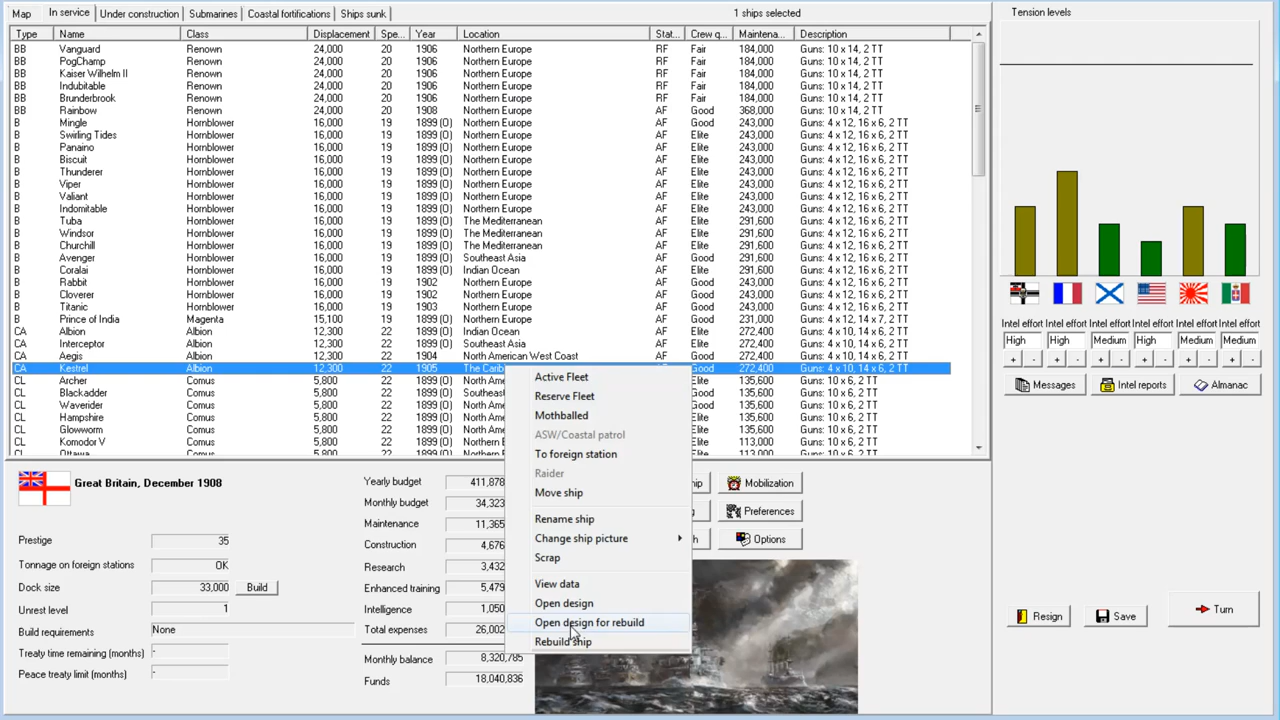 Map In service Under construction Submarines Coastal fortifications Ships sunk 1 ships selected Tension levels
Type Name Class Displacement Spe... Year Location Stat... Crew q... Maintena... Description
BB Vanguard Renown 24,000 20 1906 Northern Europe RF Fair 184,000 Guns: 10 x 14, 2 TT
BB PogChamp Renown 24,000 20 1906 Northern Europe RF Fair 184,000 Guns: 10 x 14, 2 TT
BB Kaiser Wilhelm II Renown 24,000 20 1906 Northern Europe RF Fair 184,000 Guns: 10 x 14, 2 TT
BB Indubitable Renown 24,000 20 1906 Northern Europe RF Fair 184,000 Guns: 10 x 14, 2 TT
BB Brunderbrook Renown 24,000 20 1906 Northern Europe RF Fair 184,000 Guns: 10 x 14, 2 TT
BB Rainbow Renown 24,000 20 1908 Northern Europe AF Good 368,000 Guns: 10 x 14, 2 TT
B Mingle Hornblower 16,000 19 1899 (O) Northern Europe AF Good 243,000 Guns: 4 x 12, 16 x 6, 2 TT
B Swirling Tides Hornblower 16,000 19 1899 (O) Northern Europe AF Elite 243,000 Guns: 4 x 12, 16 x 6, 2 TT
B Panaino Hornblower 16,000 19 1899 (O) Northern Europe AF Elite 243,000 Guns: 4 x 12, 16 x 6, 2 TT
B Biscuit Hornblower 16,000 19 1899 (O) Northern Europe AF Elite 243,000 Guns: 4 x 12, 16 x 6, 2 TT
B Thunderer Hornblower 16,000 19 1899 (O) Northern Europe AF Elite 243,000 Guns: 4 x 12, 16 x 6, 2 TT
B Viper Hornblower 16,000 19 1899 (O) Northern Europe AF Elite 243,000 Guns: 4 x 12, 16 x 6, 2 TT
B Valiant Hornblower 16,000 19 1899 (O) Northern Europe AF Elite 243,000 Guns: 4 x 12, 16 x 6, 2 TT
B Indomitable Hornblower 16,000 19 1899 (O) Northern Europe AF Elite 243,000 Guns: 4 x 12, 16 x 6, 2 TT
B Tuba Hornblower 16,000 19 1899 (O) The Mediterranean AF Elite 291,600 Guns: 4 x 12, 16 x 6, 2 TT
B Windsor Hornblower 16,000 19 1899 (O) The Mediterranean AF Elite 291,600 Guns: 4 x 12, 16 x 6, 2 TT
B Churchill Hornblower 16,000 19 1899 (O) The Mediterranean AF Elite 291,600 Guns: 4 x 12, 16 x 6, 2 TT
B Avenger Hornblower 16,000 19 1899 (O) Southeast Asia AF Elite 291,600 Guns: 4 x 12, 16 x 6, 2 TT
B Coralai Hornblower 16,000 19 1899 (O) Indian Ocean AF Elite 291,600 Guns: 4 x 12, 16 x 6, 2 TT
B Rabbit Hornblower 16,000 19 1902 Northern Europe AF Good 243,000 Guns: 4 x 12, 16 x 6, 2 TT
B Cloverer Hornblower 16,000 19 1902 Northern Europe AF Good 243,000 Guns: 4 x 12, 16 x 6, 2 TT
B Titanic Hornblower 16,000 19 1903 Northern Europe AF Good 243,000 Guns: 4 x 12, 16 x 6, 2 TT
B Prince of India Magenta 15,100 19 1903 Northern Europe AF Good 241,000 Guns: 4 x 12, 14 x 7, 2 TT
CA Albion Albion 12,300 22 1899 (O) Indian Ocean AF Elite 272,400 Guns: 4 x 10, 14 x 6, 2 TT
CA Interceptor Albion 12,300 22 1899 (O) Southeast Asia AF Elite 272,400 Guns: 4 x 10, 14 x 6, 2 TT
CA Aegis Albion 12,300 22 1904 North American West Coast AF Good 272,400 Guns: 4 x 10, 14 x 6, 2 TT
CA Kestrel Albion 12,300 22 1905 The Carib Good 272,400 Guns: 4 x 10, 14 x 6, 2 TT
CL Archer Comus 5,800 22 1899 (O) North Ame Elite 135,600 Guns: 10 x 6, 2 TT
CL Blackadder Comus 5,800 22 1899 (O) Southeast Elite 135,600 Guns: 10 x 6, 2 TT
CL Waverider Comus 5,800 22 1899 (O) North Ame Elite 135,600 Guns: 10 x 6, 2 TT
CL Hampshire Comus 5,800 22 1899 (O) North Ame Elite 135,600 Guns: 10 x 6, 2 TT
CL Glowworm Comus 5,800 22 1899 (O) North Ame Elite 135,600 Guns: 10 x 6, 2 TT
CL Komodor V Comus 5,800 22 1899 (O) Northern E Elite 113,000 Guns: 10 x 6, 2 TT
CL Ottawa Comus 5,800 22 1899 (O) Northern E Elite 113,000 Guns: 10 x 6, 2 TT
Active Fleet
Reserve Fleet
Mothballed
ASW/Coastal patrol
To foreign station
Raider
Move ship
Rename ship
Change ship picture
Scrap
View data
Open design
Open design for rebuild
Rebuild ship
Intel effort Intel effort Intel effort Intel effort Intel effort Intel effort
High High Medium High Medium Medium
+ - + - + - + - + - + -
Messages Intel reports Almanac
Great Britain, December 1908
Prestige 35
Tonnage on foreign stations OK
Dock size 33,000 Build
Unrest level 1
Build requirements None
Treaty time remaining (months) -
Peace treaty limit (months) -
Yearly budget 411,878
Monthly budget 34,323
Maintenance 11,365
Construction 4,676
Research 3,432
Enhanced training 5,479
Intelligence 1,050
Total expenses 26,002
Monthly balance 8,320,785
Funds 18,040,836
ip Mobilization
g Preferences
h Options
Resign Save Turn